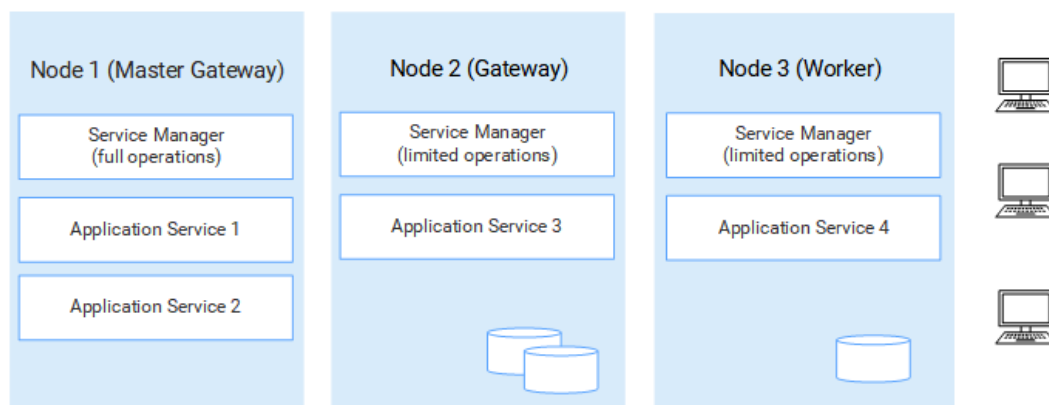 Node 1 (Master Gateway)
Service Manager
(full operations)
Application Service 1
Application Service 2
Node 2 (Gateway)
Service Manager
(limited operations)
Application Service 3
Node 3 (Worker)
Service Manager
(limited operations)
Application Service 4